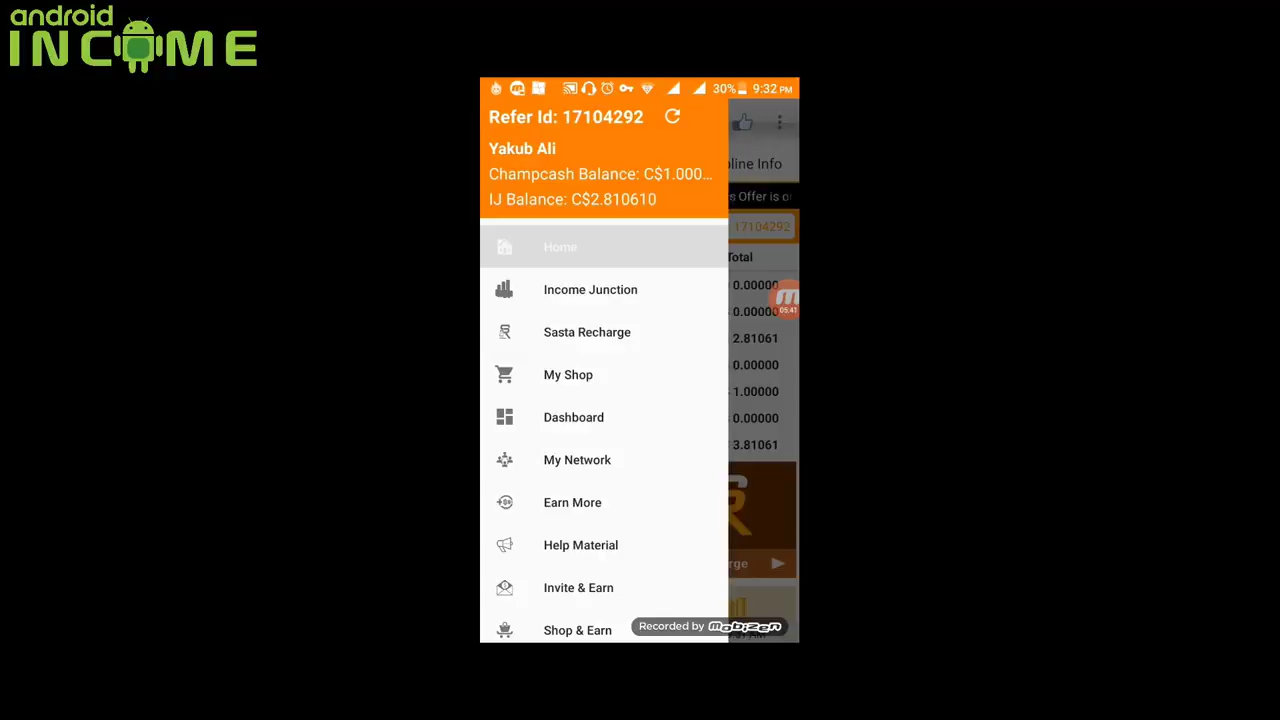 android
INCOME
30% 9:32 PM
Refer Id: 17104292
Yakub Ali
Champcash Balance: C$1.000...
IJ Balance: C$2.810610
Home
Income Junction
Sasta Recharge
My Shop
Dashboard
My Network
Earn More
Help Material
Invite & Earn
Shop & Earn
line Info
s Offer is o
17104292
Total
0.00000
0.00000
05:41
2.81061
0.00000
1.00000
0.00000
3.81061
rge
Recorded by mobizen